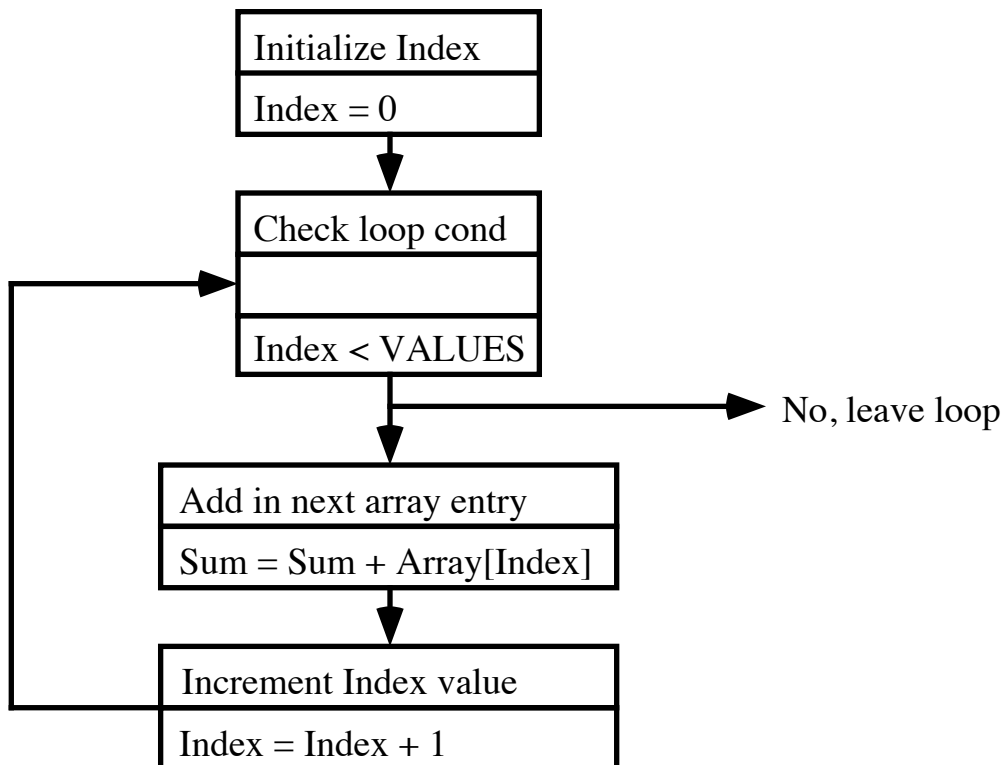 Initialize Index
Index = 0
Check loop cond
Index < VALUES
No, leave loop
Add in next array entry
Sum = Sum + Array[Index]
Increment Index value
Index = Index + 1